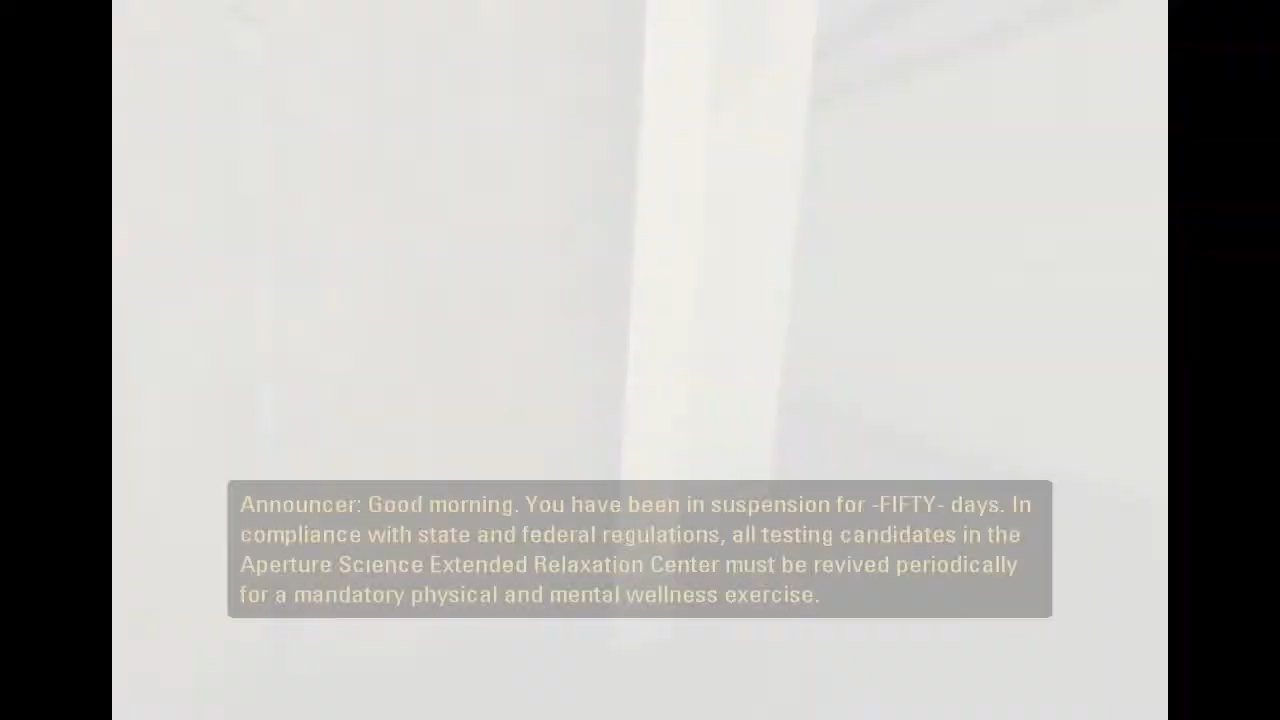 Announcer: Good morning. You have been in suspension for -FIFTY- days. In
compliance with state and federal regulations, all testing candidates in the
Aperture Science Extended Relaxation Center must be revived periodically
for a mandatory physical and mental wellness exercise.